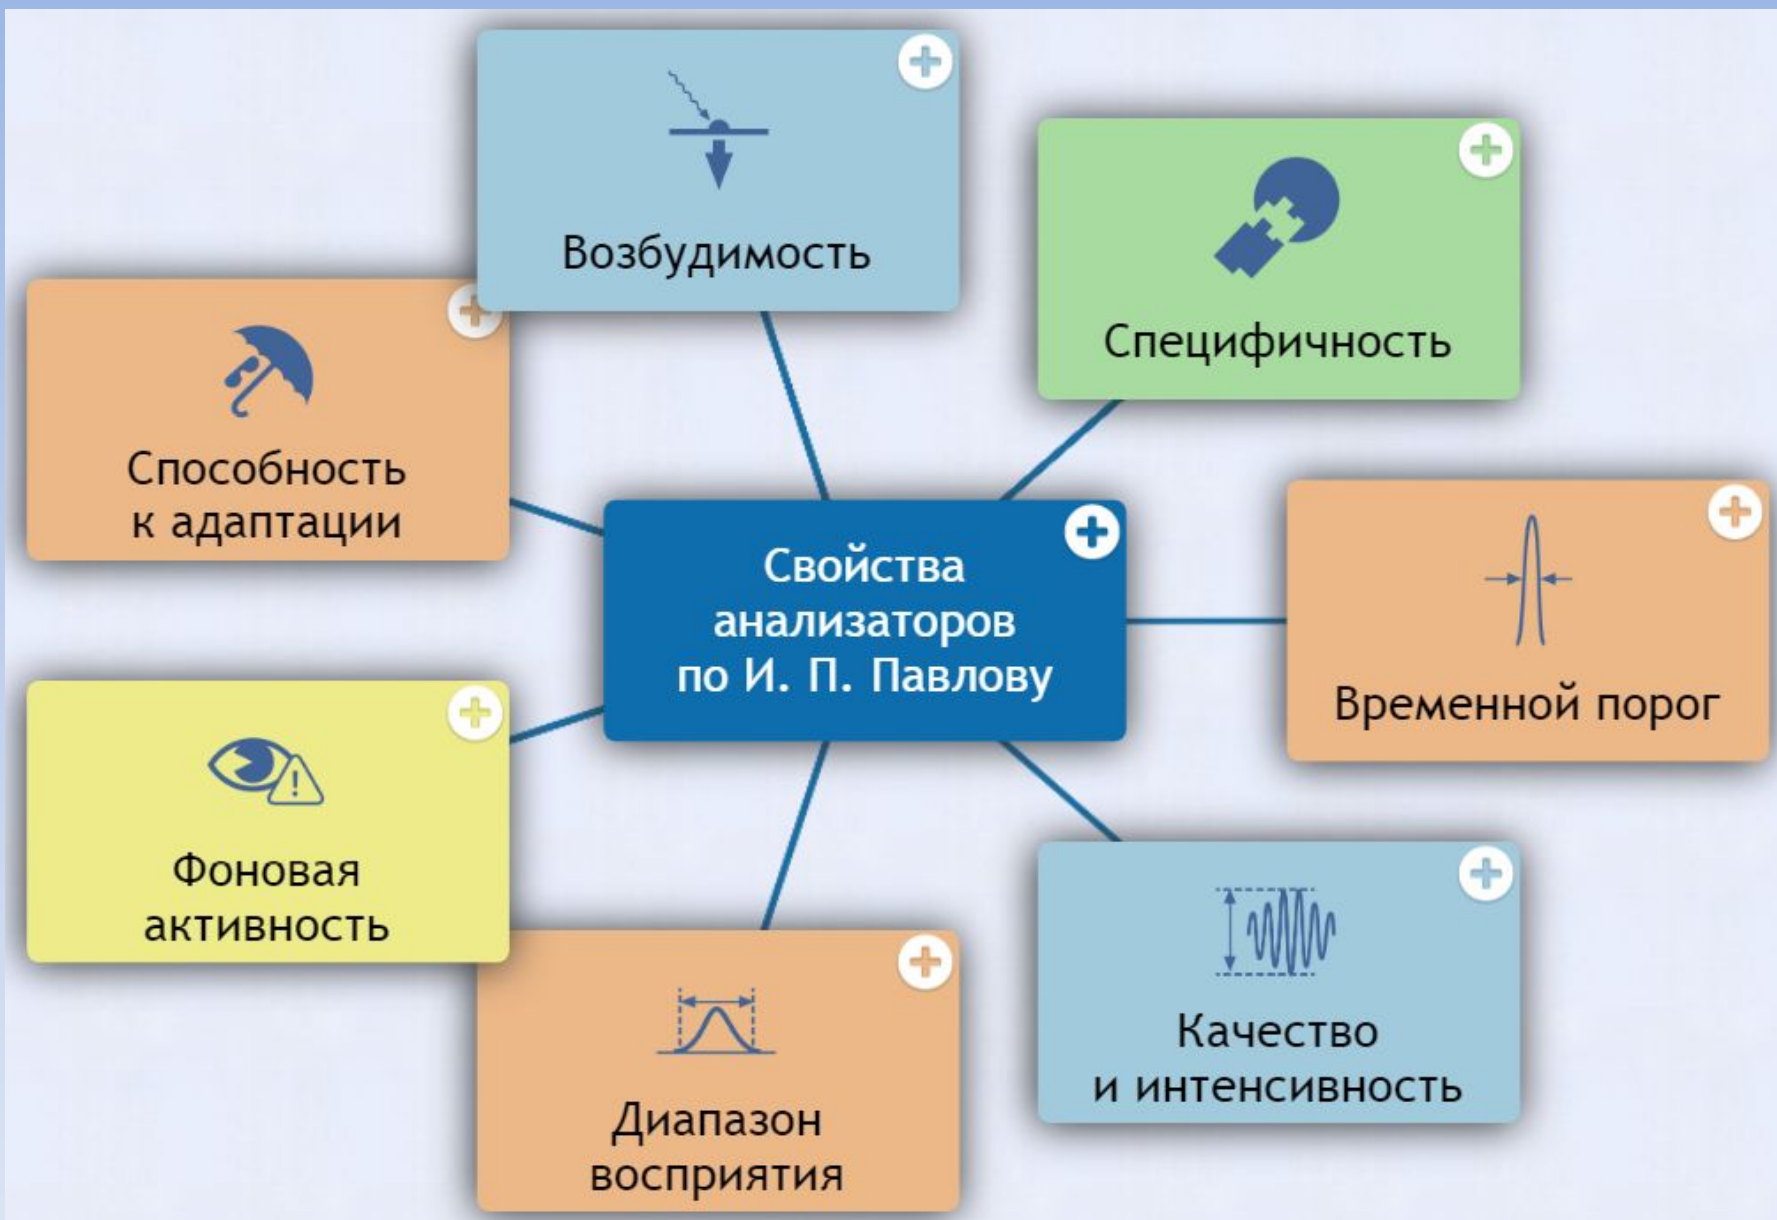 Возбудимость
Специфичность
Способность
к адаптации
Свойства
анализаторов
по И. П. Павлову
Временной порог
Фоновая
активность
Качество
и интенсивность
Диапазон
восприятия